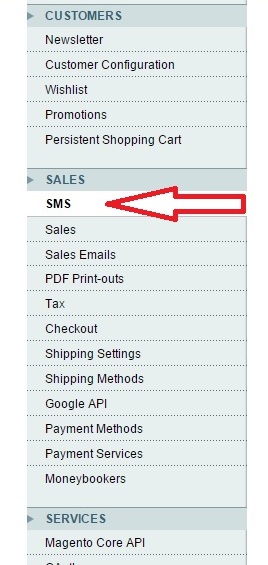 CUSTOMERS
Newsletter
Customer Configuration
Wishlist
Promotions
Persistent Shopping Cart
SALES
SMS
Sales
Sales Emails
PDF Print-outs
Tax
Checkout
Shipping Settings
Shipping Methods
Google API
Payment Methods
Payment Services
Moneybookers
SERVICES
Magento Core API